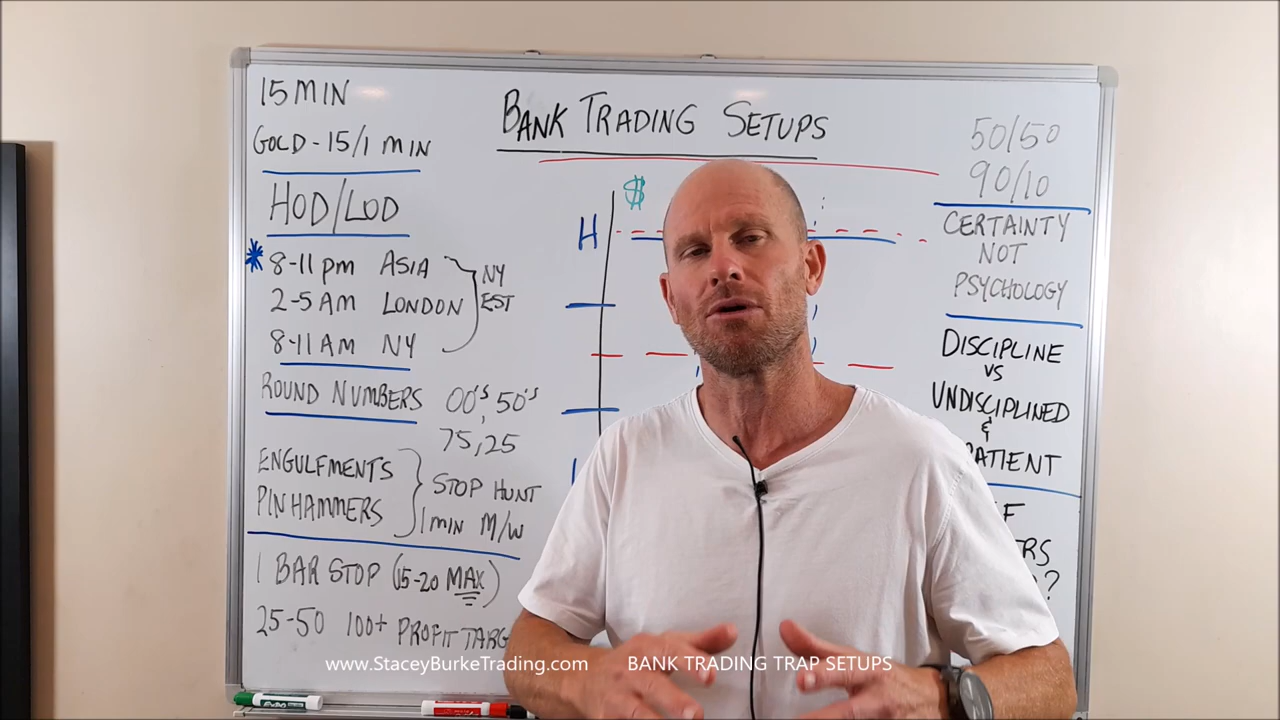 BANK TRADING SETUPS
15 MIN
GOLD - 15/1 MIN
HOD/LOD
8-11 pm ASIA
2-5 AM LONDON
8-11 AM NY
NY
EST
ROUND NUMBERS 00's, 50's
75, 25
ENGULFMENTS
PIN HAMMERS
STOP HUNT
1 min M/W
1 BAR STOP (15-20 MAX)
25-50 100+ PROFIT TARG
$
H
50/50
90/10
CERTAINTY
NOT
PSYCHOLOGY
DISCIPLINE
vs
UNDISCIPLINED
&
PATIENT
www.StaceyBurkeTrading.com BANK TRADING TRAP SETUPS
EXPO